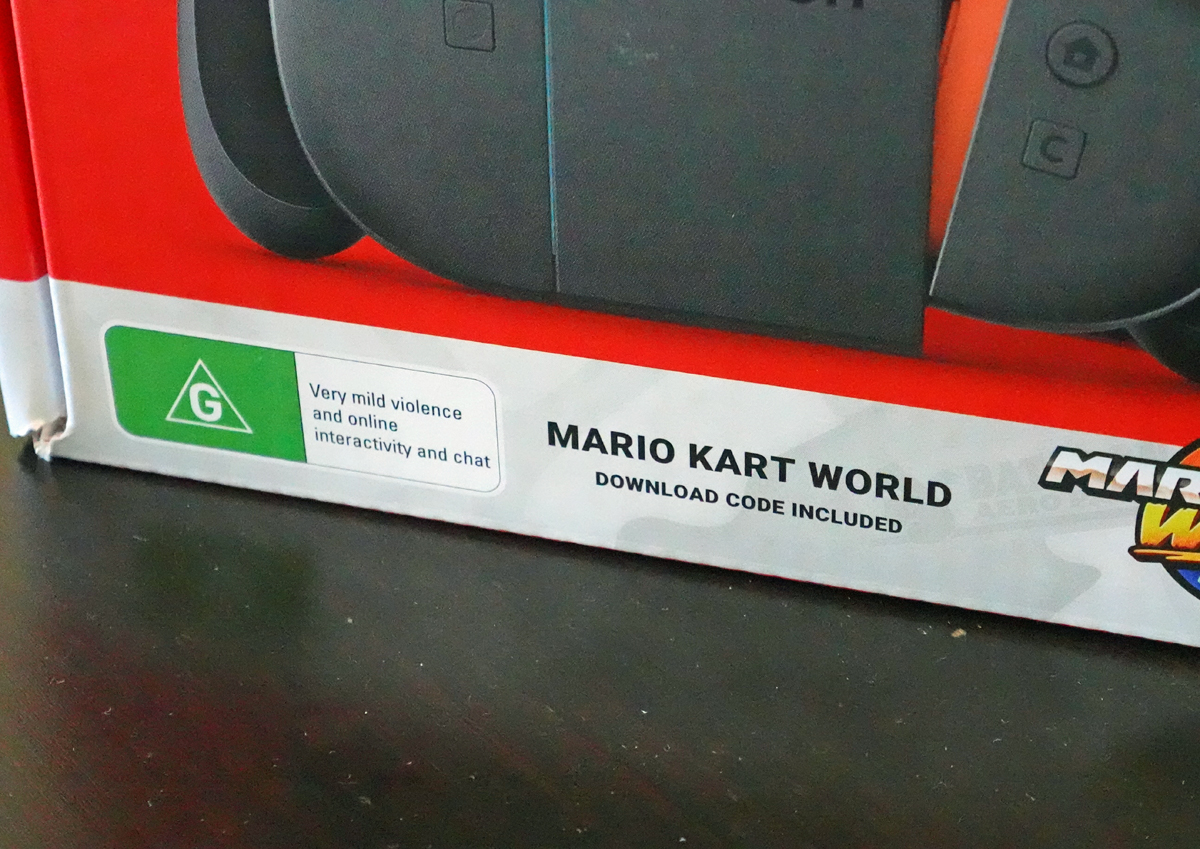 C
G
Very mild violence
and online
interactivity and chat
MARIO KART WORLD
DOWNLOAD CODE INCLUDED